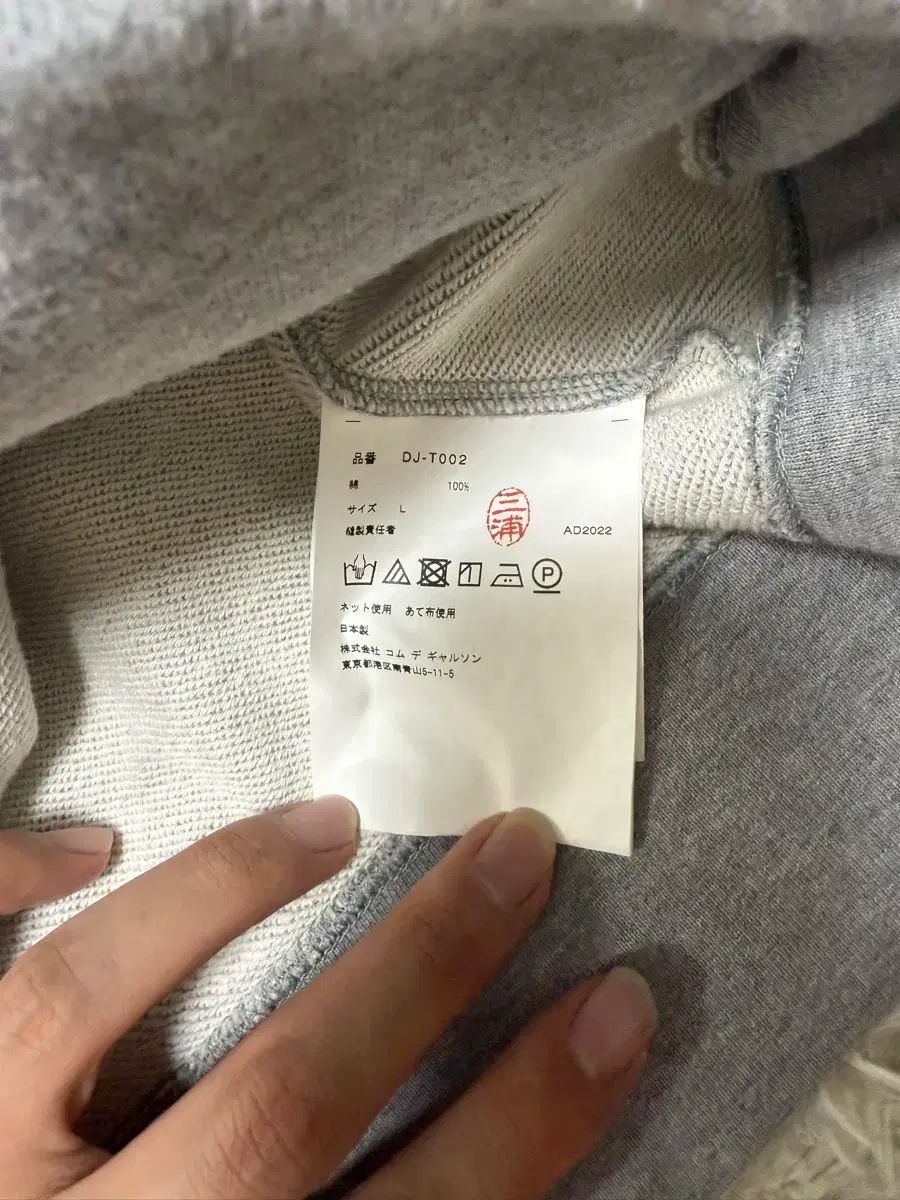 品番 DJ-T002
綿 100%
サイズ L
縫製責任者 三浦 AD2022
P
ネット使用 あて布使用
日本製
株式会社 コム デ ギャルソン
東京都港区南青山5-11-5